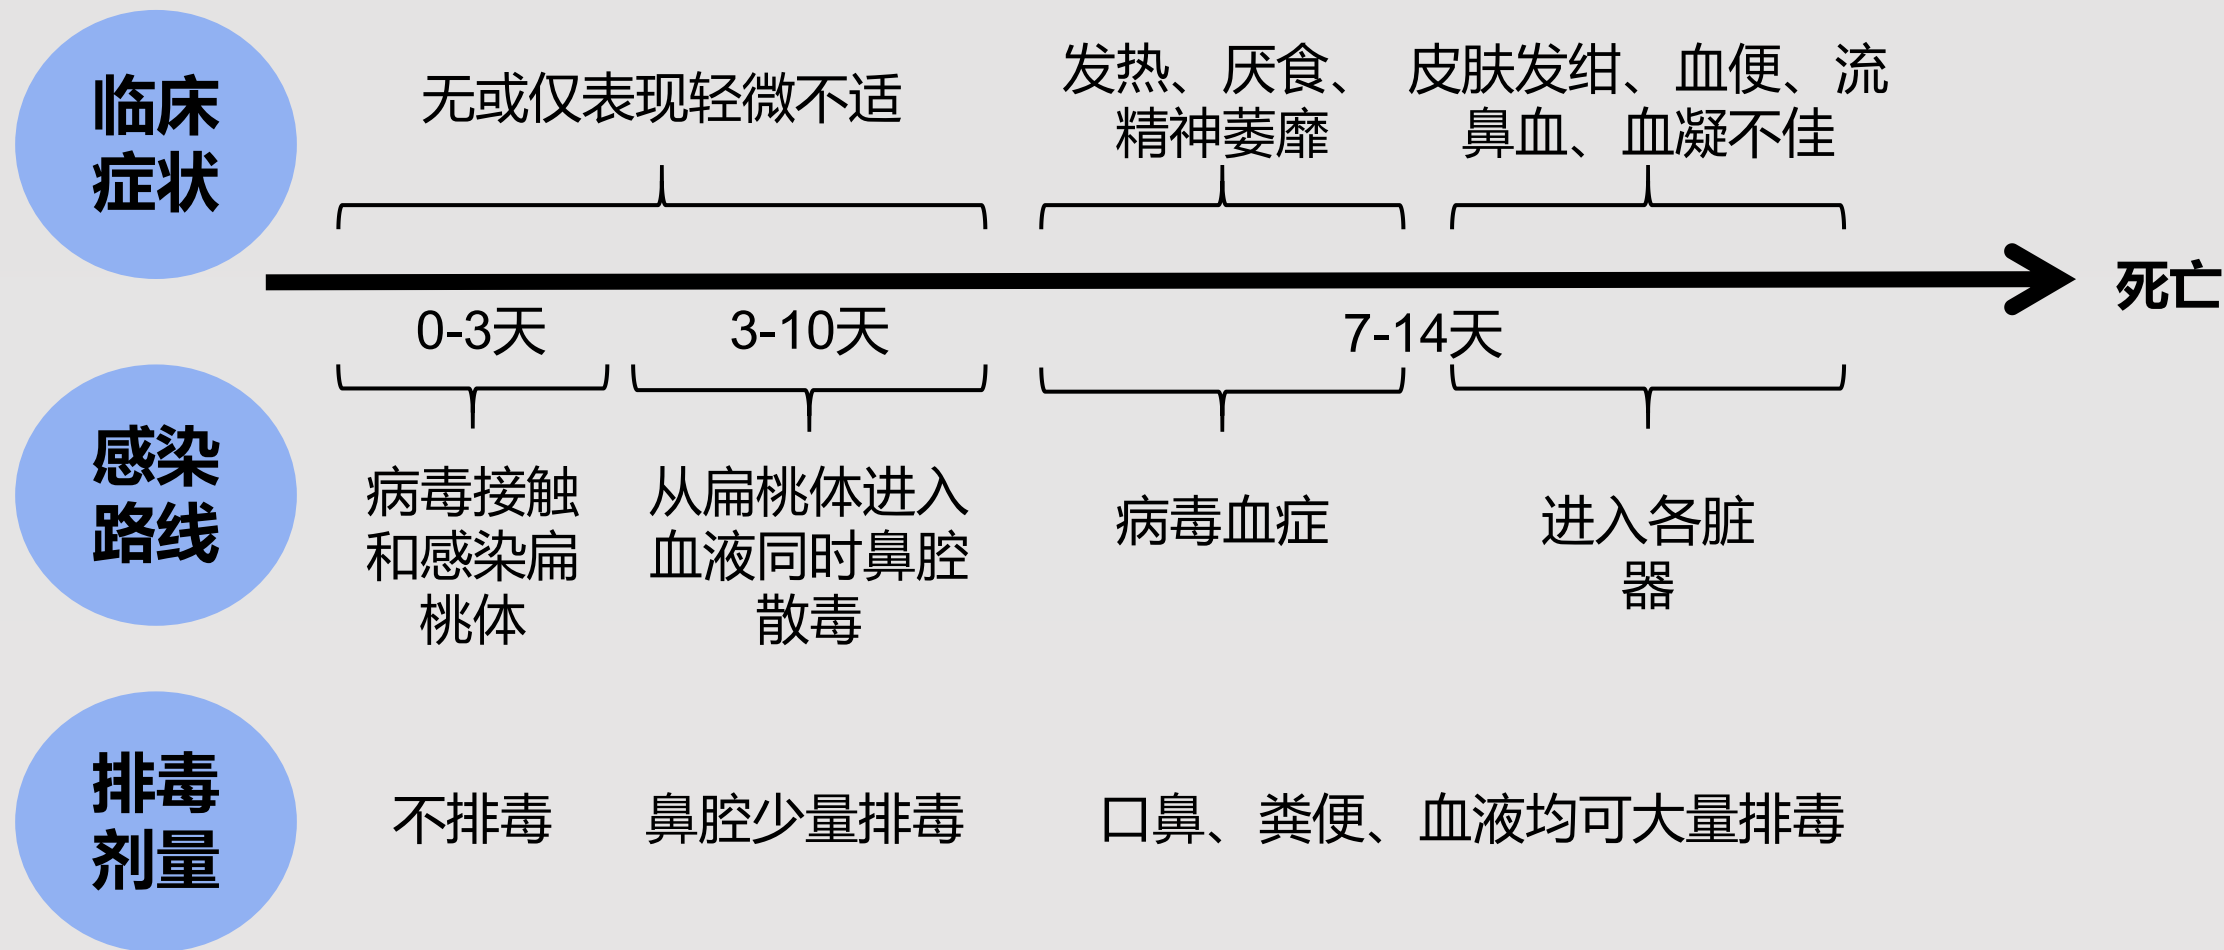 临床
症状
无或仅表现轻微不适
发热、厌食、
精神萎靡
皮肤发绀、血便、流
鼻血、血凝不佳
死亡
0-3天
3-10天
7-14天
感染
路线
病毒接触
和感染扁
桃体
从扁桃体进入
血液同时鼻腔
散毒
病毒血症
进入各脏
器
排毒
剂量
不排毒
鼻腔少量排毒
口鼻、粪便、血液均可大量排毒